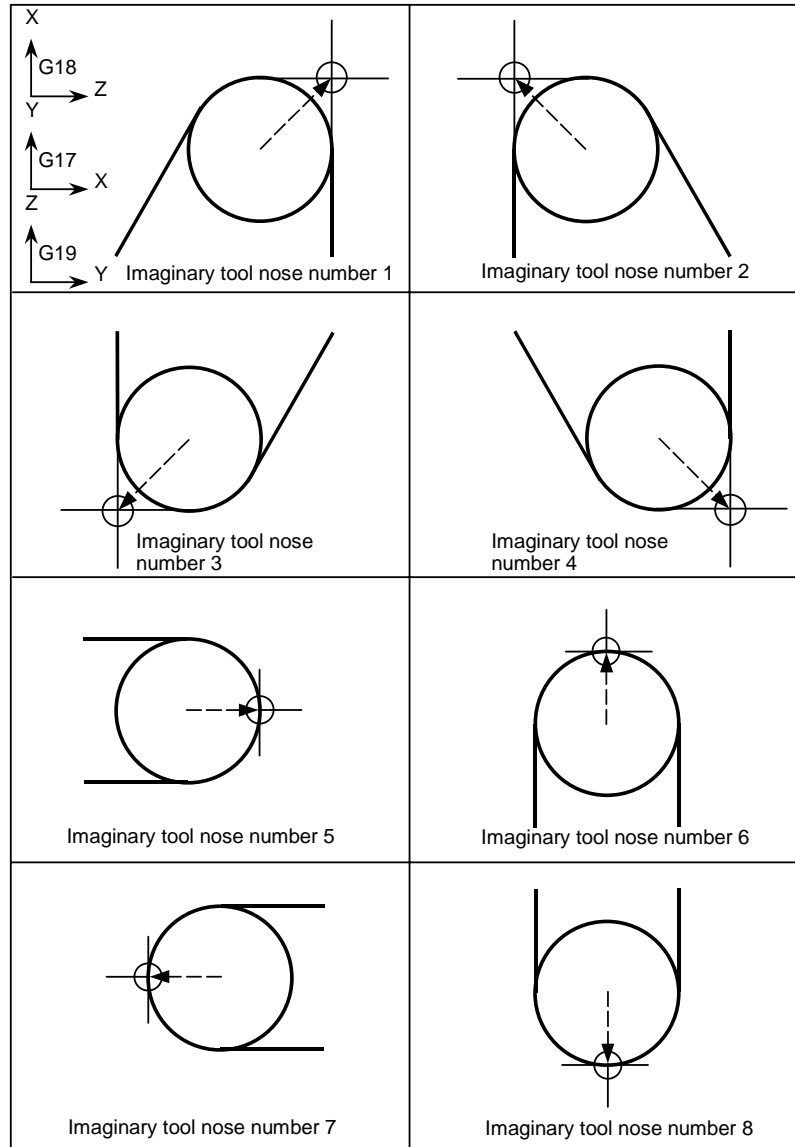 X
G18
Z
Y
G17
X
Z
G19
Y
Imaginary tool nose number 1
Imaginary tool nose number 2
Imaginary tool nose
number 3
Imaginary tool nose
number 4
Imaginary tool nose number 5
Imaginary tool nose number 6
Imaginary tool nose number 7
Imaginary tool nose number 8